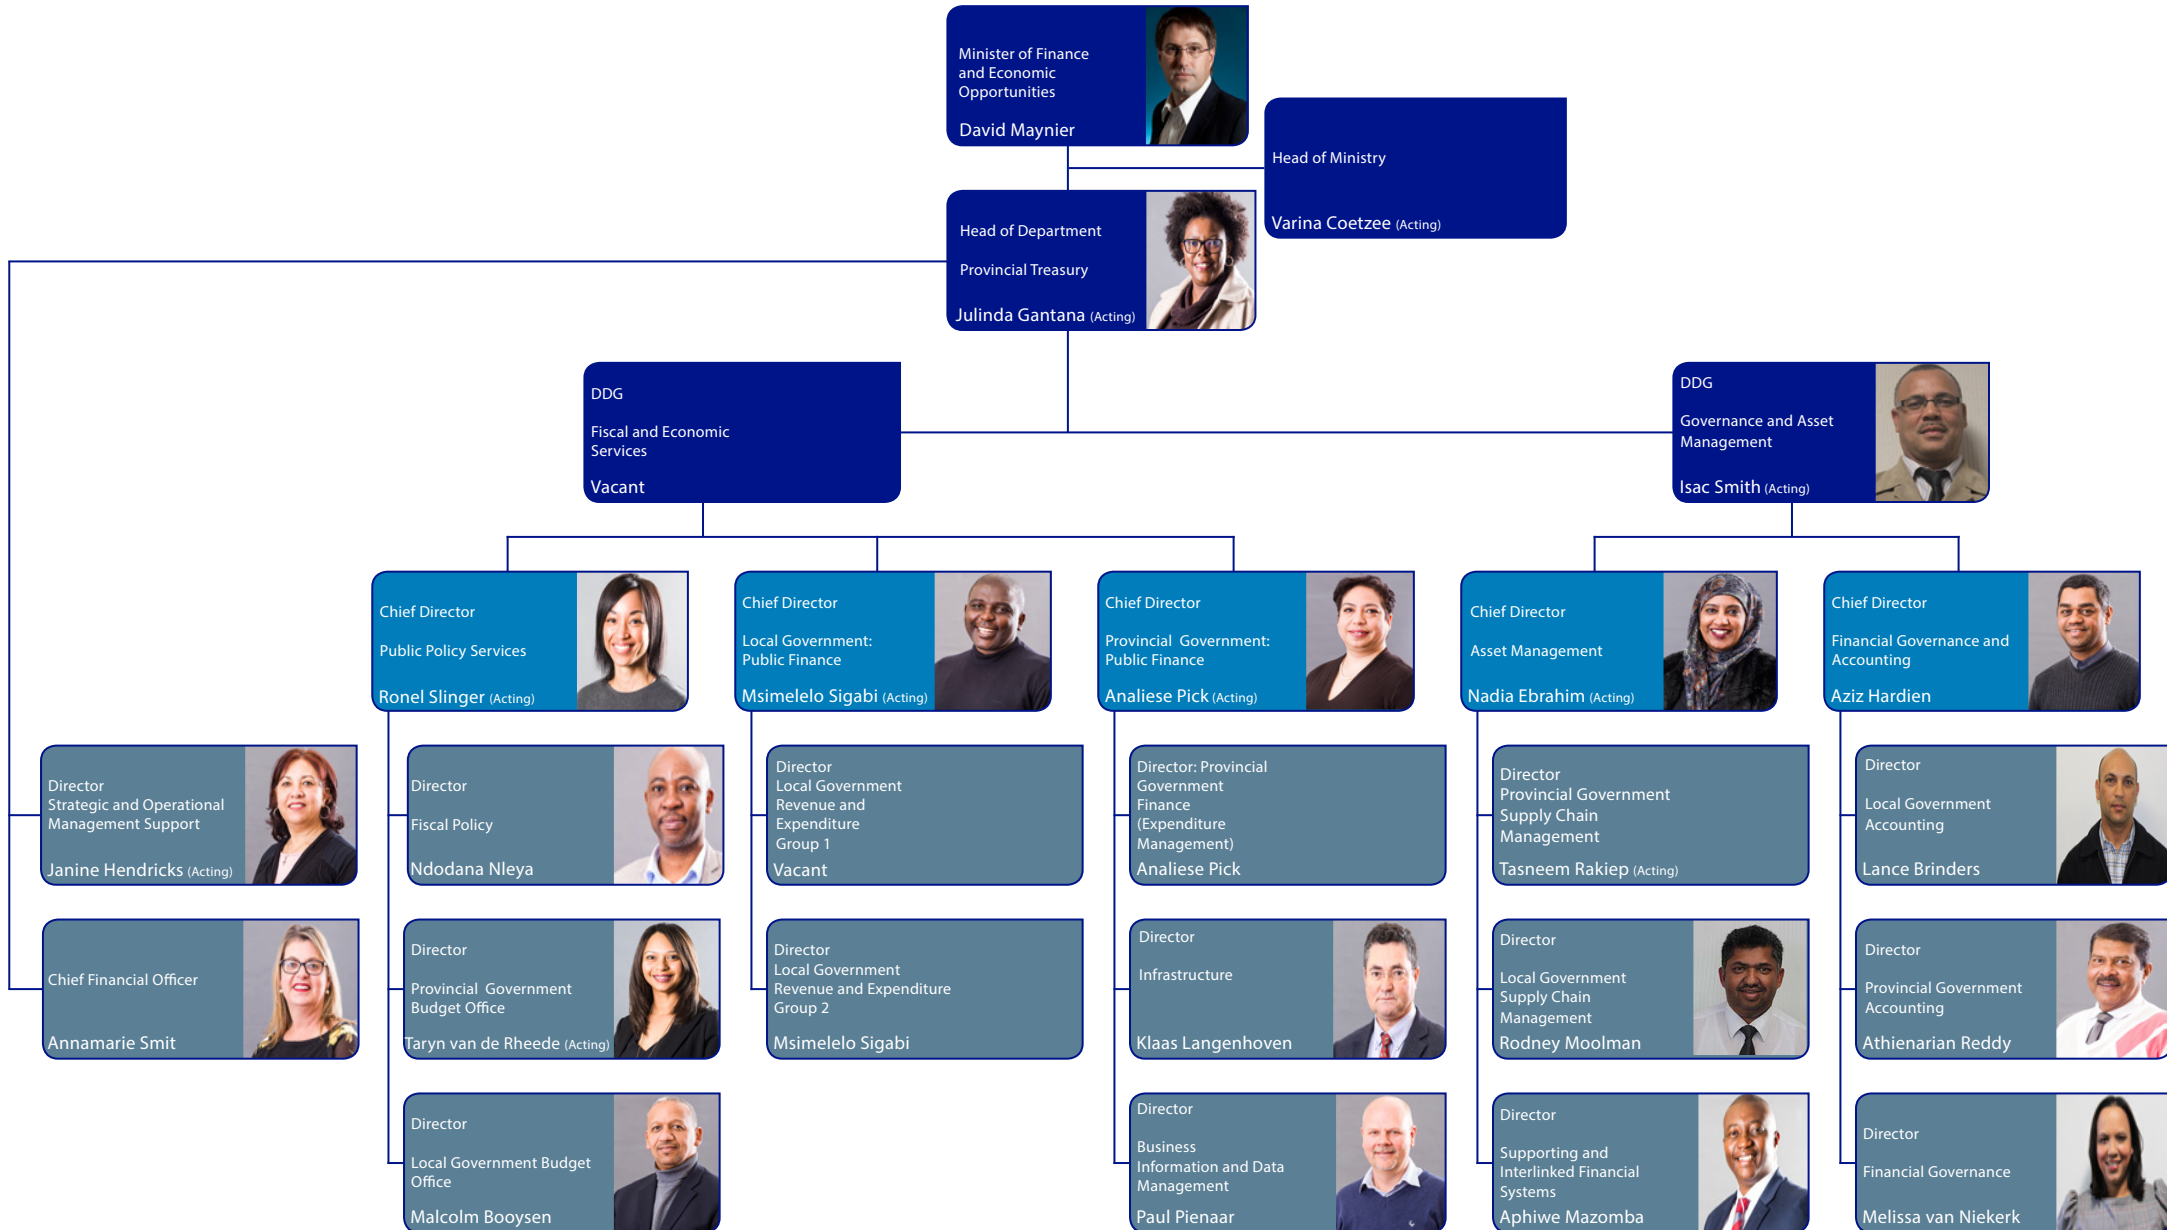 Minister of Finance
and Economic
Opportunities
David Maynier
Head of Ministry
Varina Coetzee (Acting)
Head of Department
Provincial Treasury
Julinda Gantana (Acting)
DDG
Fiscal and Economic
Services
Vacant
DDG
Governance and Asset
Management
Isac Smith (Acting)
Chief Director
Public Policy Services
Ronel Slinger (Acting)
Chief Director
Local Government:
Public Finance
Msimelelo Sigabi (Acting)
Chief Director
Provincial Government:
Public Finance
Analiese Pick (Acting)
Chief Director
Asset Management
Nadia Ebrahim (Acting)
Chief Director
Financial Governance and
Accounting
Aziz Hardien
Director
Strategic and Operational
Management Support
Janine Hendricks (Acting)
Director
Fiscal Policy
Ndodana Nleya
Director
Local Government
Revenue and
Expenditure
Group 1
Vacant
Director: Provincial
Government
Finance
(Expenditure
Management)
Analiese Pick
Director
Provincial Government
Supply Chain
Management
Tasneem Rakiep (Acting)
Director
Local Government
Accounting
Lance Brinders
Chief Financial Officer
Annamarie Smit
Director
Provincial Government
Budget Office
Taryn van de Rheede (Acting)
Director
Local Government
Revenue and Expenditure
Group 2
Msimelelo Sigabi
Director
Infrastructure
Klaas Langenhoven
Director
Local Government
Supply Chain
Management
Rodney Moolman
Director
Provincial Government
Accounting
Athienarian Reddy
Director
Local Government Budget
Office
Malcolm Booysen
Director
Business
Information and Data
Management
Paul Pienaar
Director
Supporting and
Interlinked Financial
Systems
Aphiwe Mazomba
Director
Financial Governance
Melissa van Niekerk